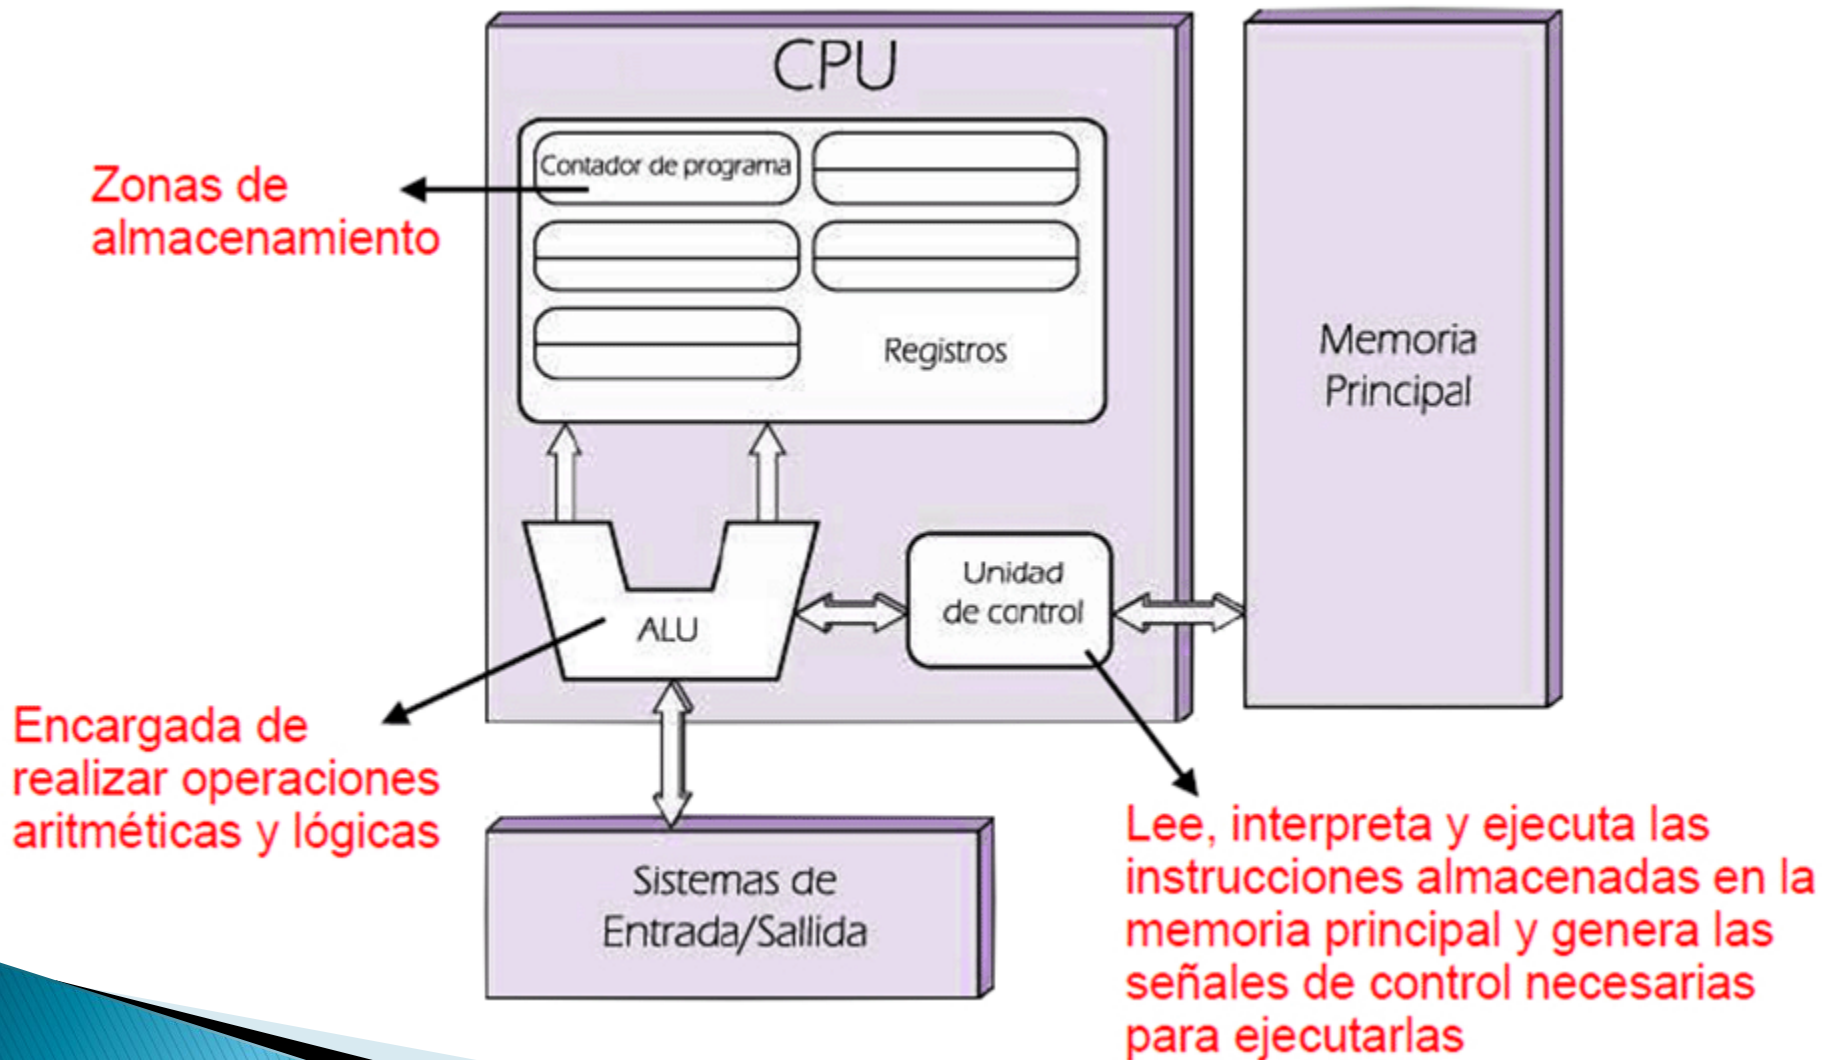 CPU
Contador de programa
Registros
Zonas de
almacenamiento
Memoria
Principal
ALU
Unidad
de control
Encargada de
realizar operaciones
aritméticas y lógicas
Sistemas de
Entrada/Sallida
Lee, interpreta y ejecuta las
instrucciones almacenadas en la
memoria principal y genera las
señales de control necesarias
para ejecutarlas